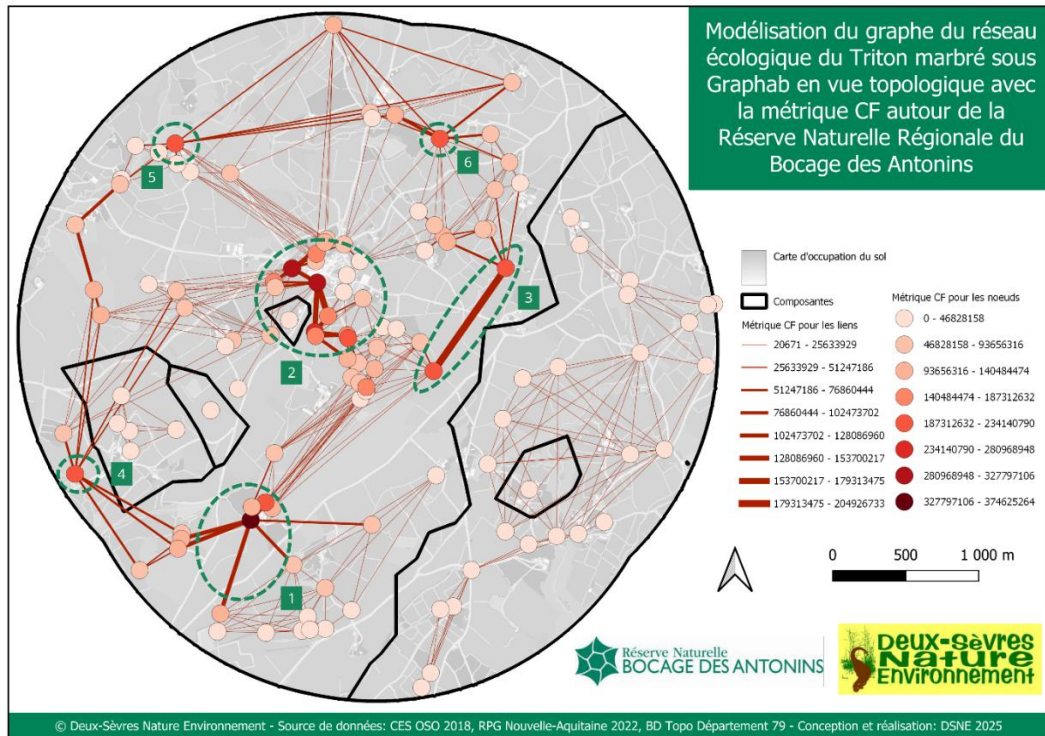 Modélisation du graphe du réseau
écologique du Triton marbré sous
Graphab en vue topologique avec
la métrique CF autour de la
Réserve Naturelle Régionale du
Bocage des Antonins
Carte d'occupation du sol
Composantes
Métrique CF pour les liens
20671 - 25633929
25633929 - 51247186
51247186 - 76860444
76860444 - 102473702
102473702 - 128086960
128086960 - 153700217
153700217 - 179313475
179313475 - 204926733
Métrique CF pour les noeuds
0 - 46828158
46828158 - 93656316
93656316 - 140484474
140484474 - 187312632
187312632 - 234140790
234140790 - 280968948
280968948 - 327797106
327797106 - 374625264
5
6
3
2
4
1
0 500 1 000 m
Réserve Naturelle
BOCAGE DES ANTONINS
Deux-Sèvres
Nature
Environnement
© Deux-Sèvres Nature Environnement - Source de données: CES OSO 2018, RPG Nouvelle-Aquitaine 2022, BD Topo Département 79 - Conception et réalisation: DSNE 2025